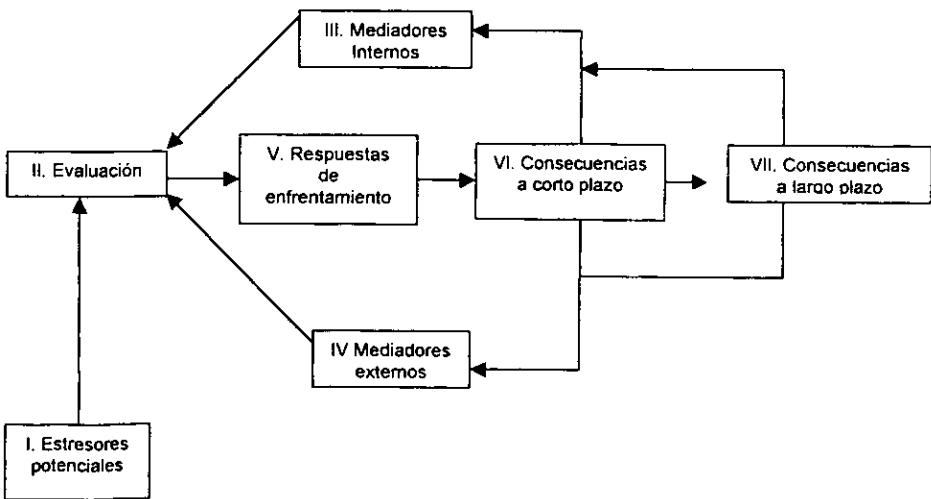 III. Mediadores
Internos
II. Evaluación
V. Respuestas
de
enfrentamiento
VI. Consecuencias
a corto plazo
VII. Consecuencias
a largo plazo
IV Mediadores
externos
I. Estresores
potenciales